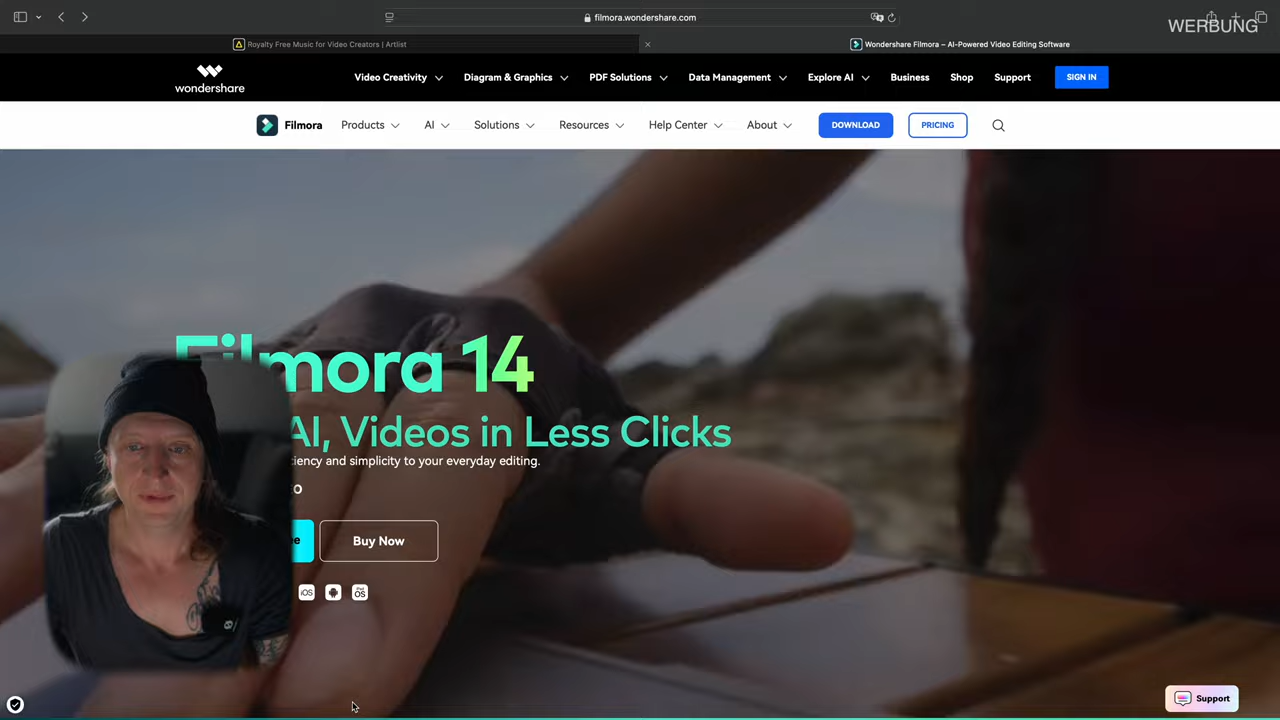 filmora.wondershare.com
WERBUNG
Royalty Free Music for Video Creators | Artlist
Wondershare Filmora – AI-Powered Video Editing Software
wondershare
Video Creativity
Diagram & Graphics
PDF Solutions
Data Management
Explore AI
Business
Shop
Support
SIGN IN
Filmora
Products
AI
Solutions
Resources
Help Center
About
DOWNLOAD
PRICING
Filmora 14
AI, Videos in Less Clicks
and simplicity to your everyday editing.
Buy Now
iOS
OS
Support